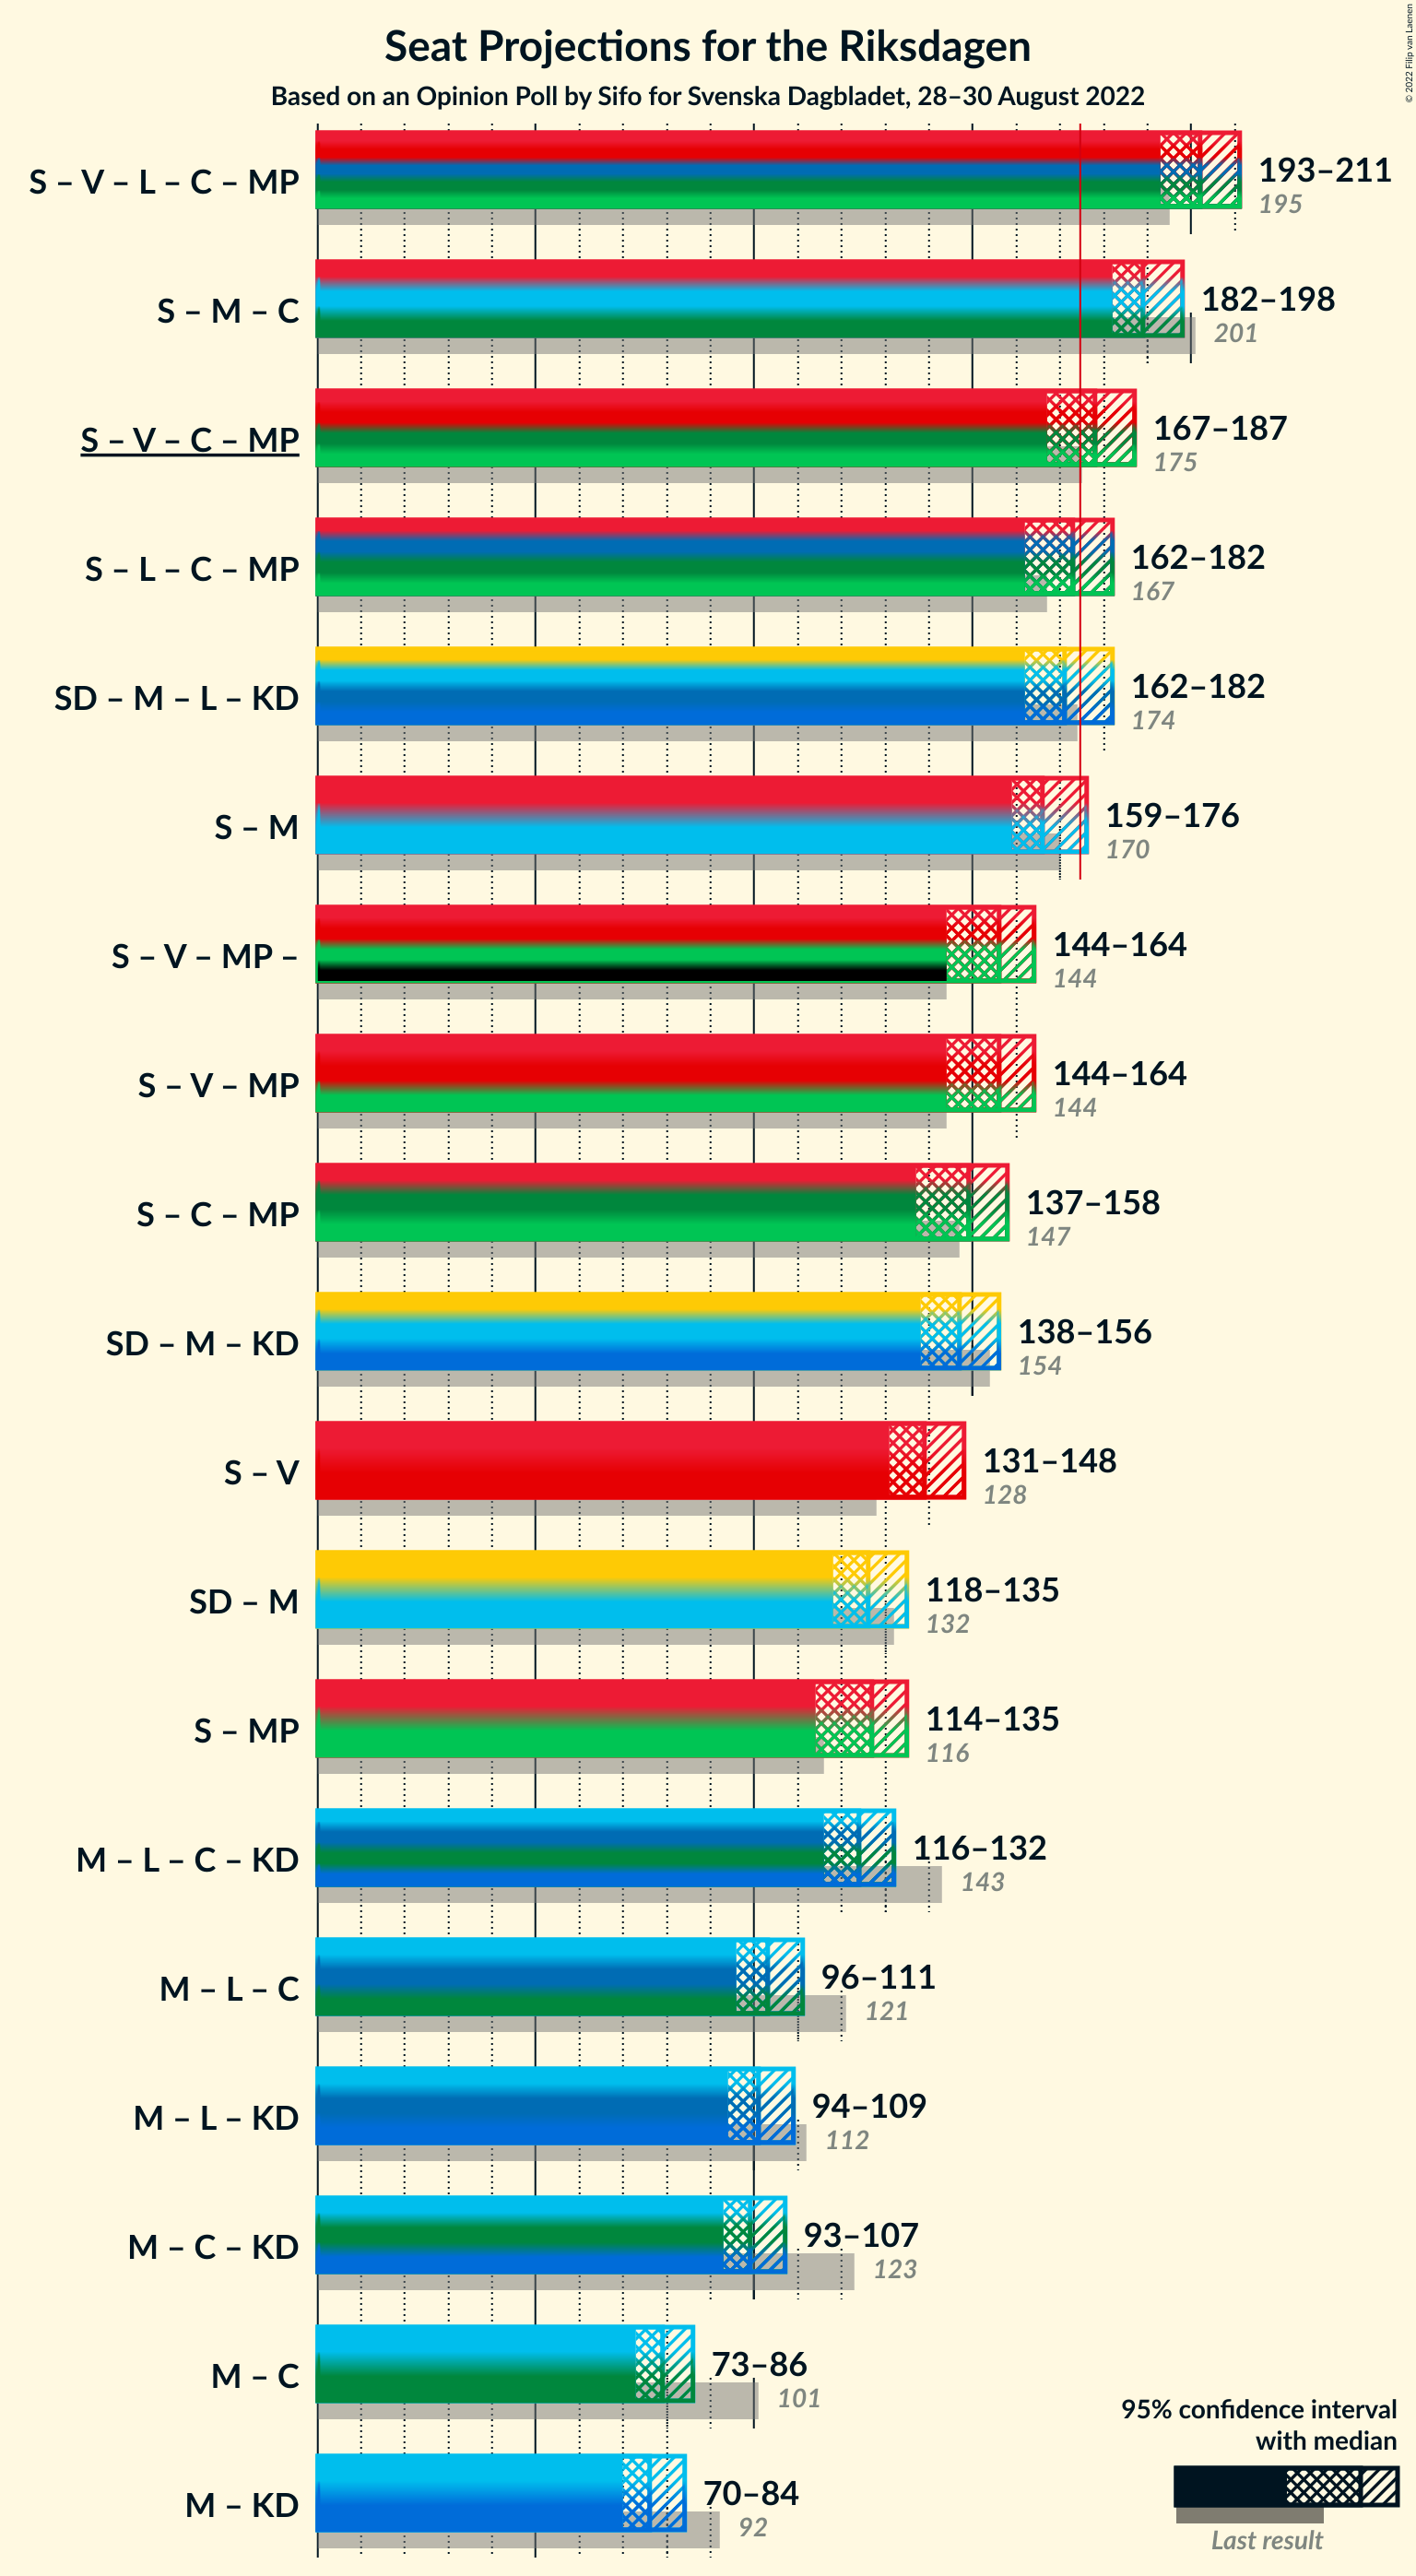 Seat Projections for the Riksdagen
Based on an Opinion Poll by Sifo for Svenska Dagbladet, 28–30 August 2022
© 2022 Filip van Laenen
S – V – L – C – MP
193–211
195
S – M – C
182–198
201
S – V – C – MP
167–187
175
S – L – C – MP
162–182
167
SD – M – L – KD
162–182
174
S – M
159–176
170
S – V – MP –
144–164
144
S – V – MP
144–164
144
S – C – MP
137–158
147
SD – M – KD
138–156
154
S – V
131–148
128
SD – M
118–135
132
S – MP
114–135
116
M – L – C – KD
116–132
143
M – L – C
96–111
121
M – L – KD
94–109
112
M – C – KD
93–107
123
M – C
73–86
101
M – KD
70–84
92
95% confidence interval
with median
Last result